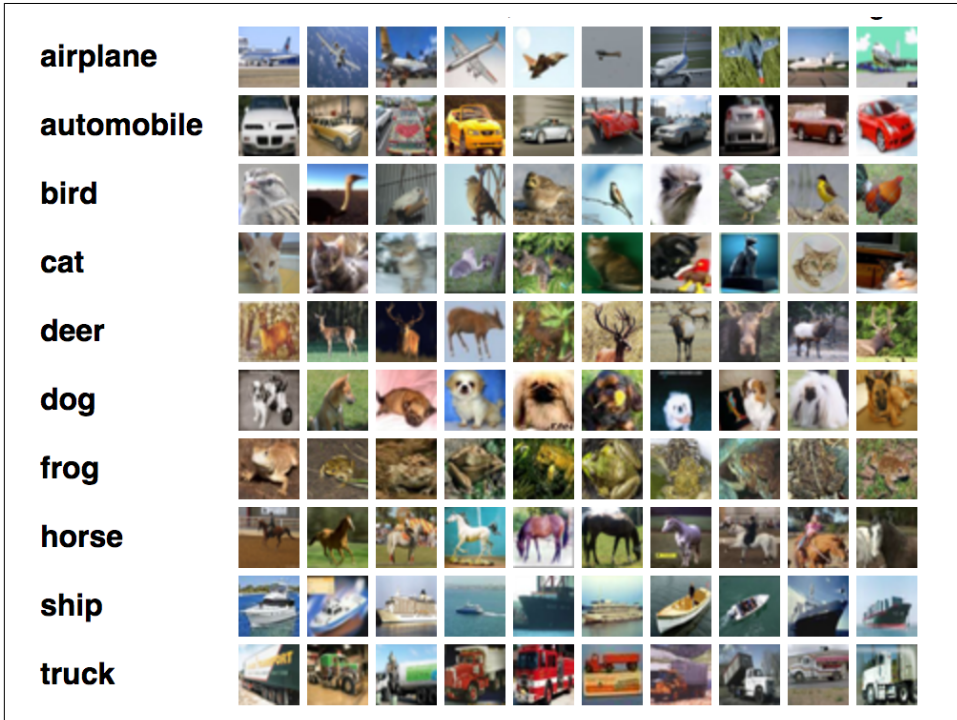 airplane
automobile
bird
cat
deer
dog
frog
horse
ship
truck